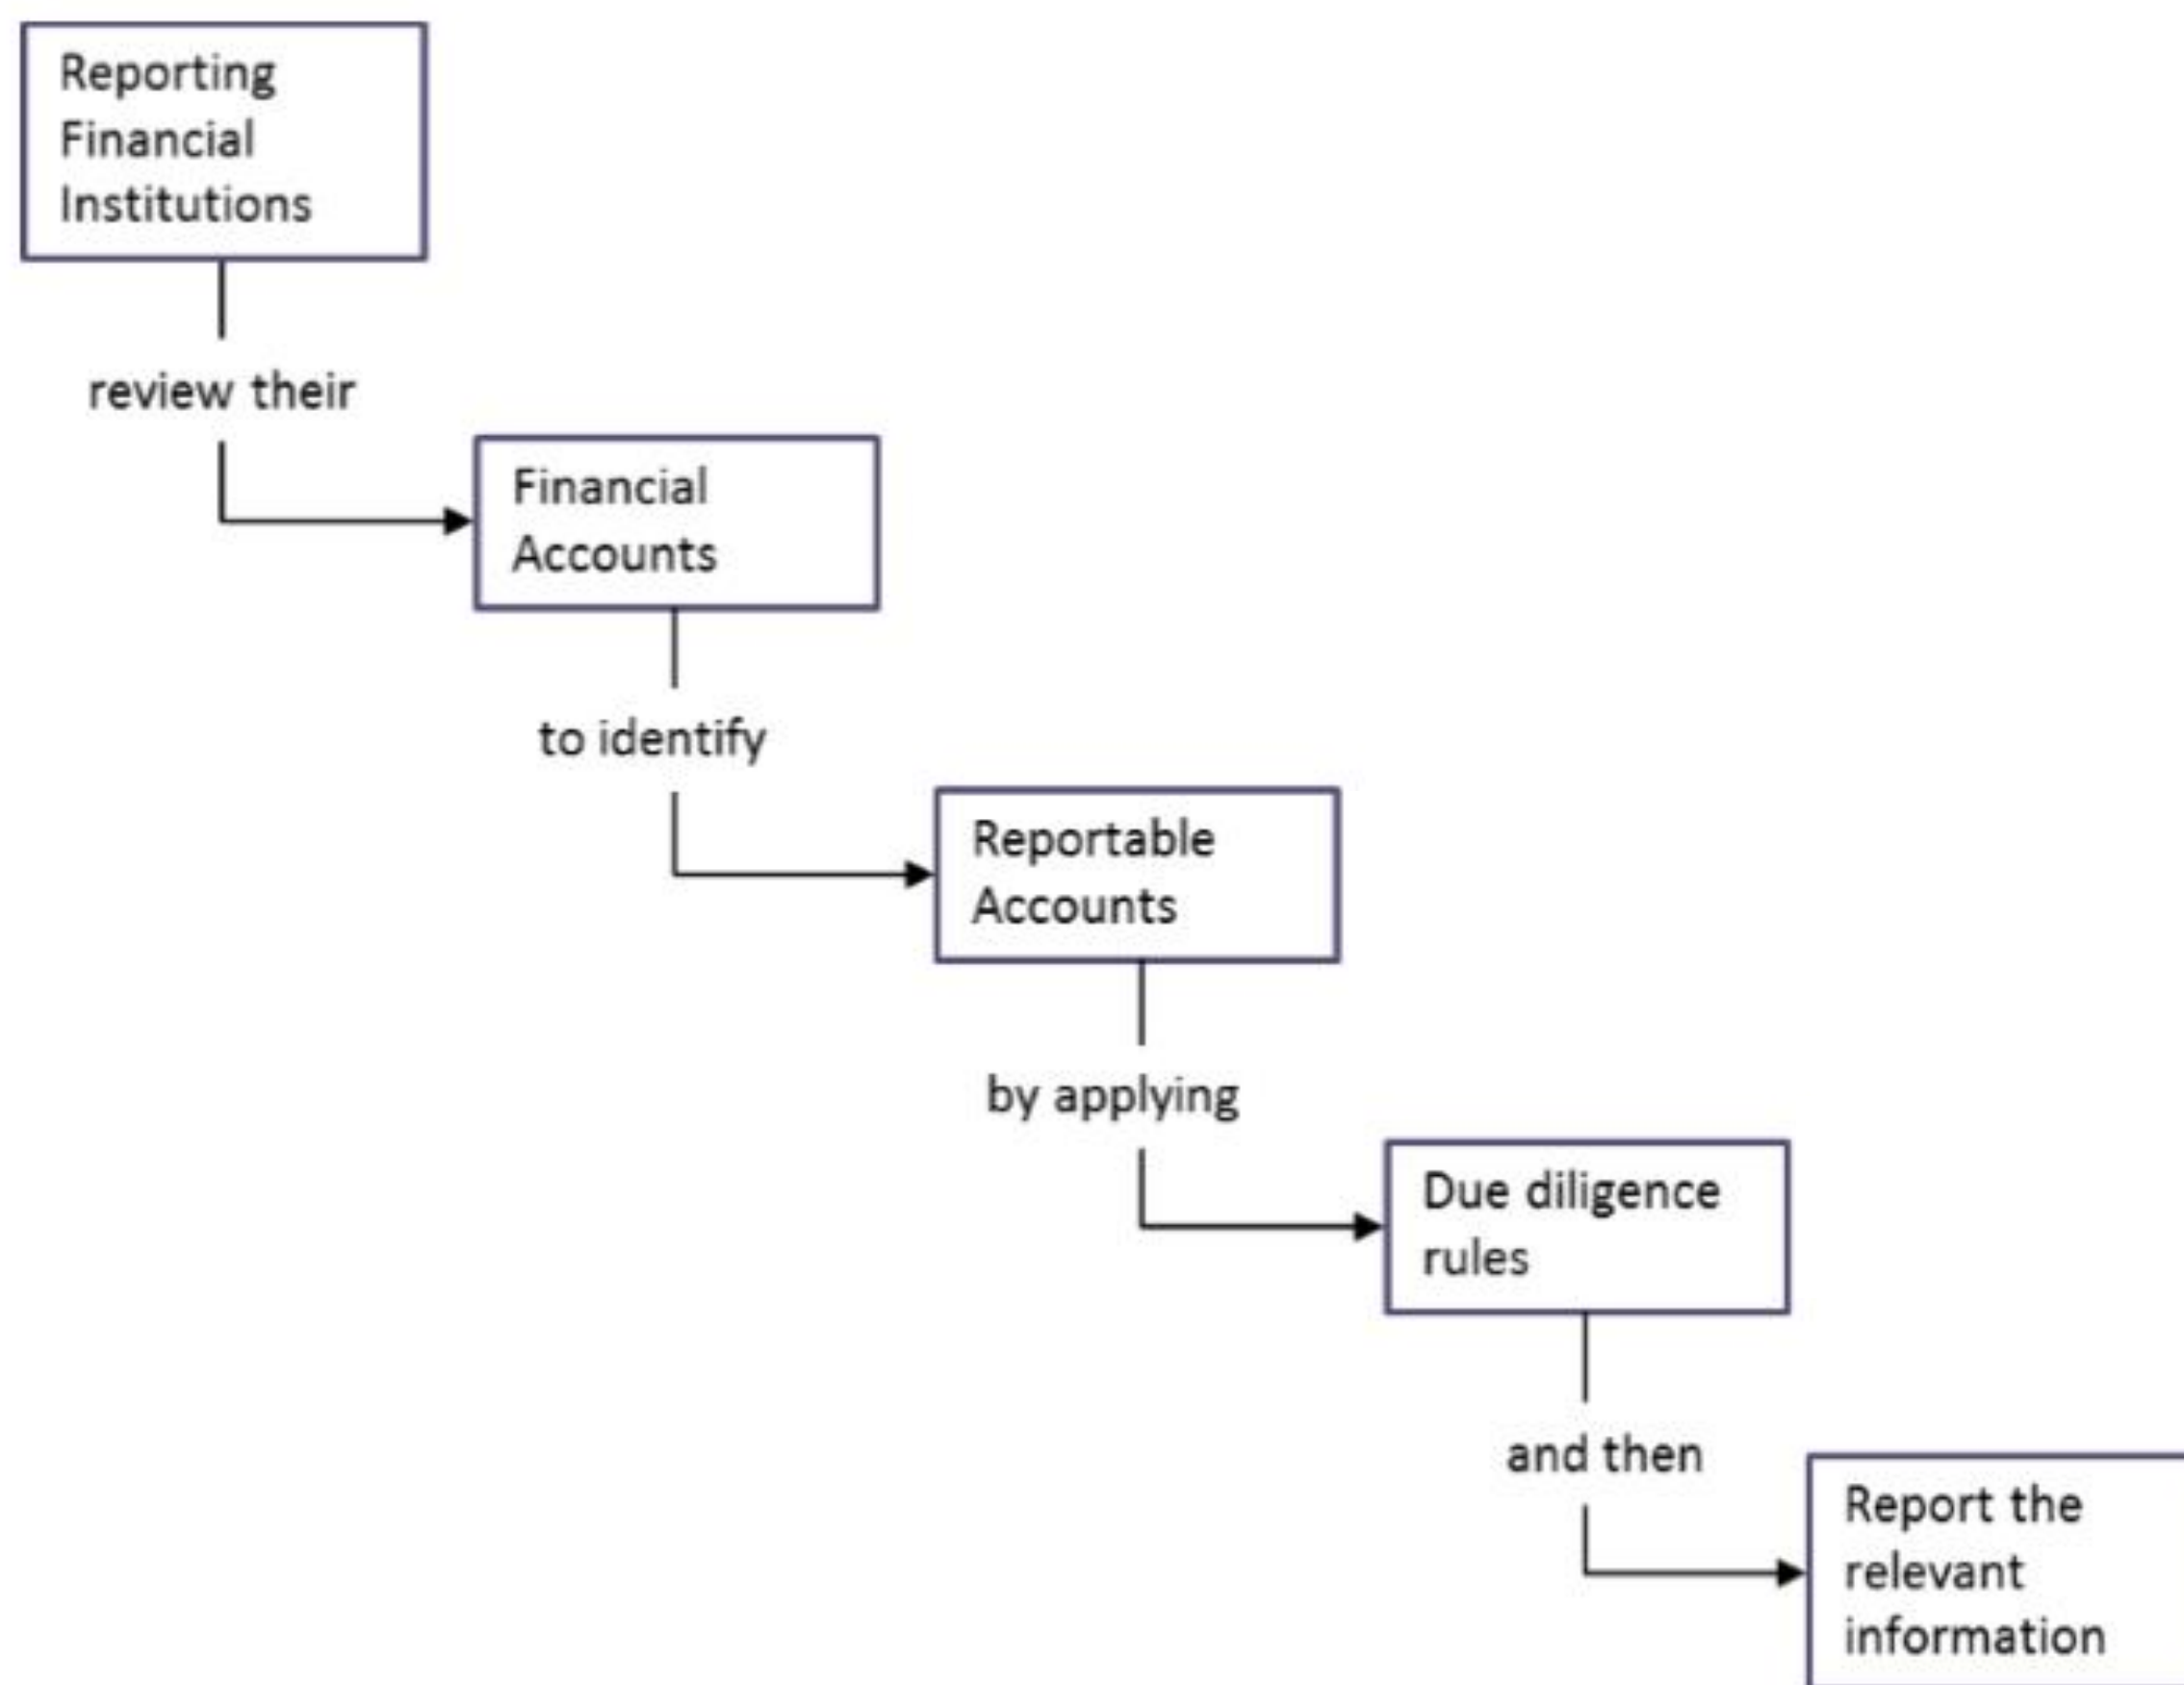 Reporting
Financial
Institutions
review their
Financial
Accounts
to identify
Reportable
Accounts
by applying
Due diligence
rules
and then
Report the
relevant
information